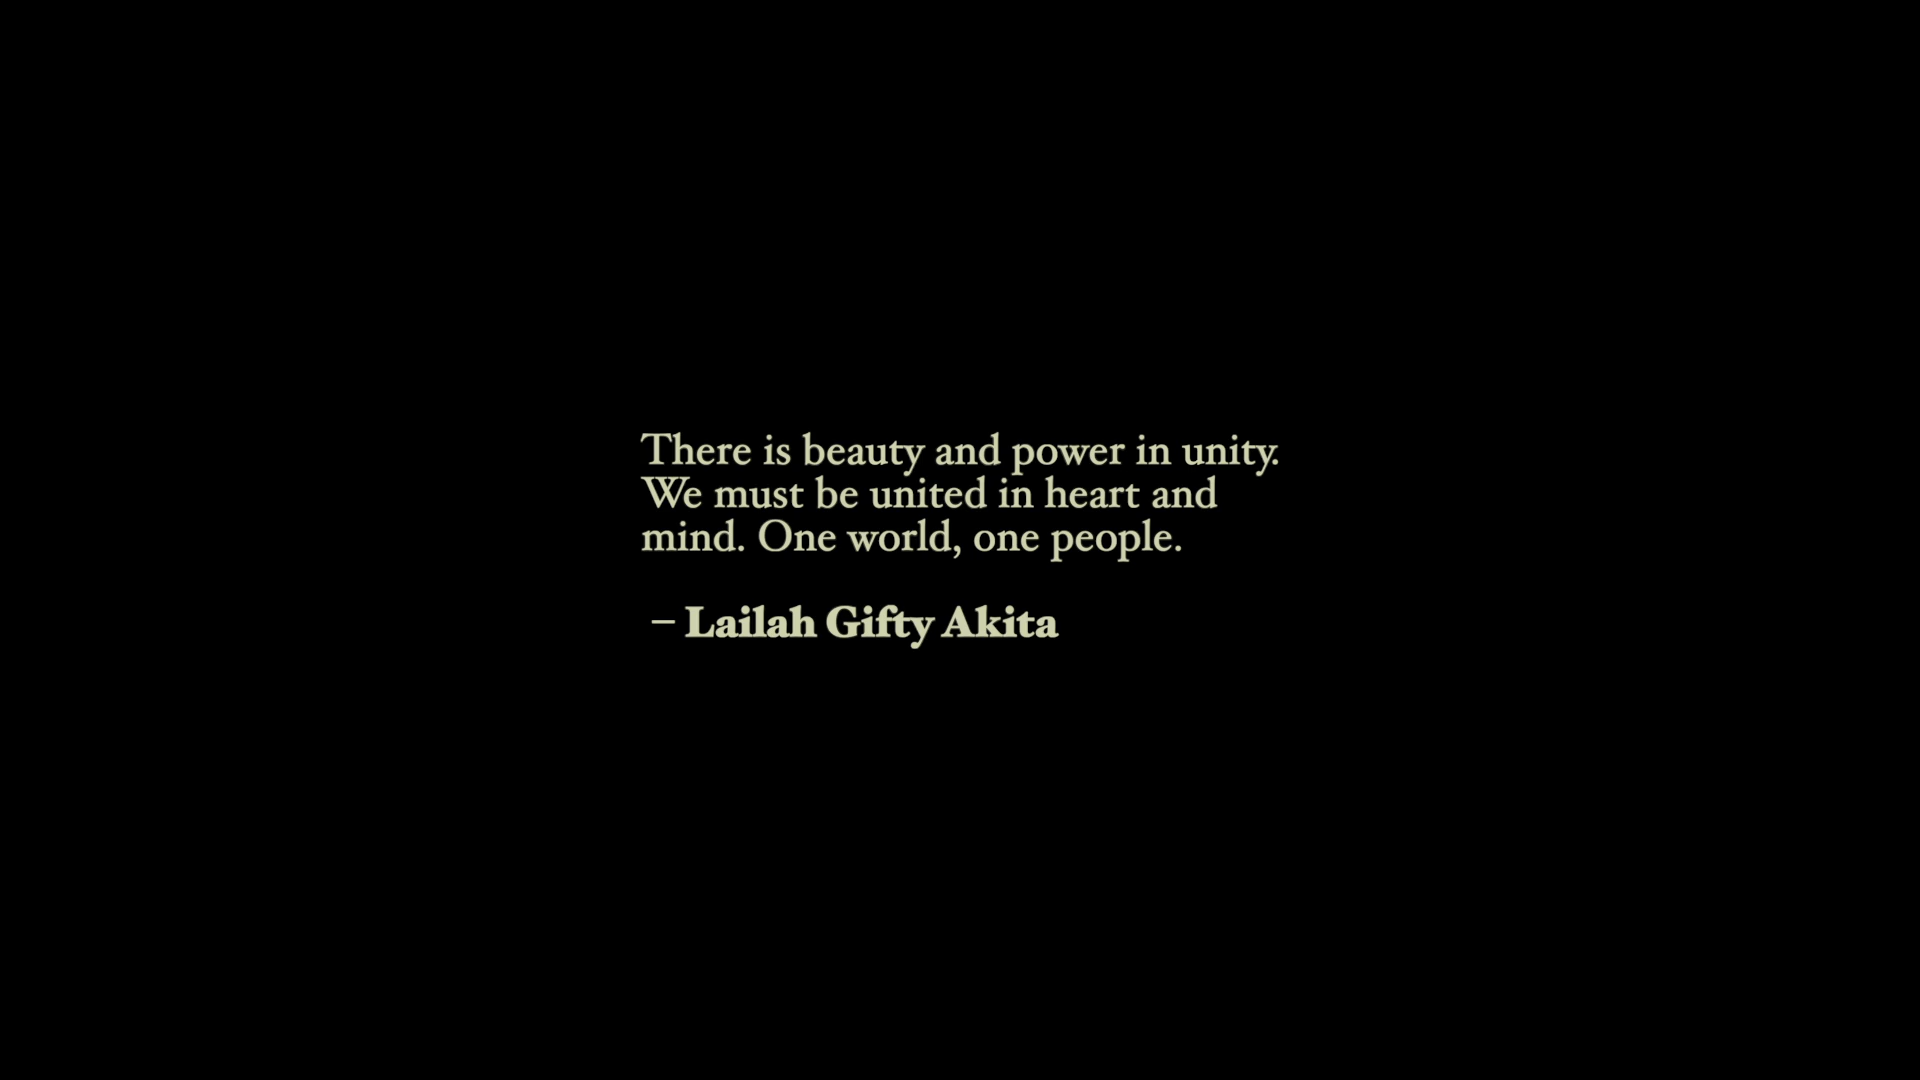 There is beauty and power in unity.
We must be united in heart and
mind. One world, one people.
– Lailah Gifty Akita